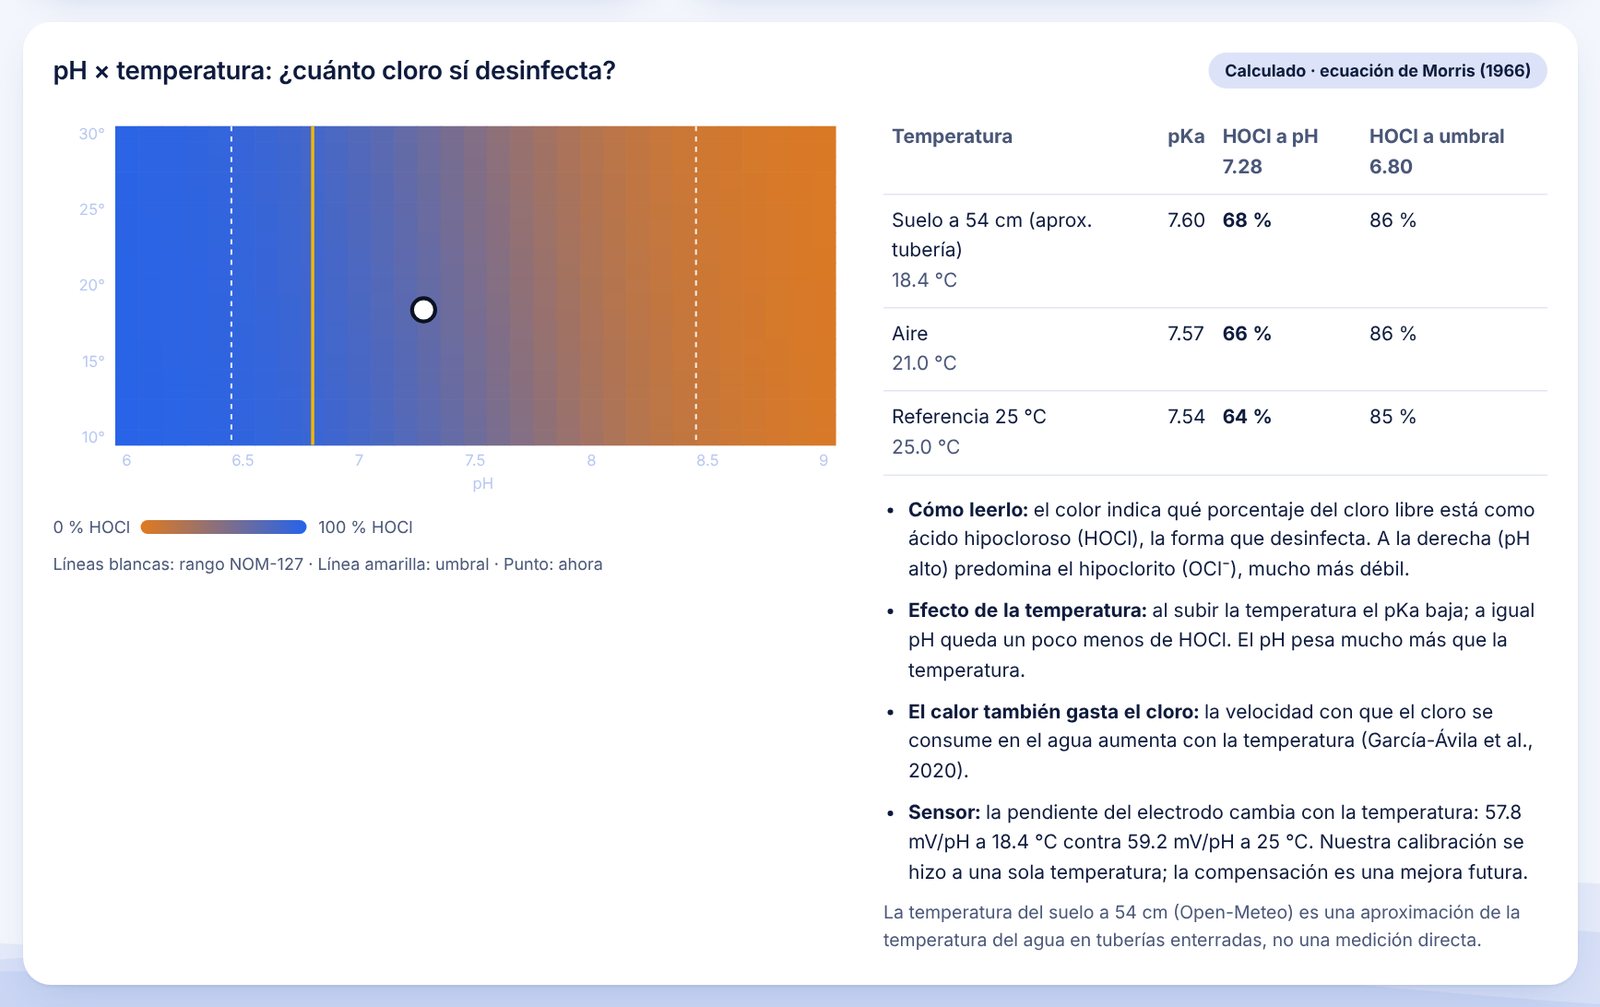 pH × temperatura: ¿cuánto cloro sí desinfecta?
Calculado · ecuación de Morris (1966)
30°
25°
20°
15°
10°
6
6.5
7
7.5
8
8.5
9
pH
0 % HOCl
100 % HOCl
Líneas blancas: rango NOM-127 · Línea amarilla: umbral · Punto: ahora
Temperatura
pKa
HOCl a pH
7.28
HOCl a umbral
6.80
Suelo a 54 cm (aprox.
tubería)
18.4 °C
7.60
68 %
86 %
Aire
21.0 °C
7.57
66 %
86 %
Referencia 25 °C
25.0 °C
7.54
64 %
85 %
• Cómo leerlo: el color indica qué porcentaje del cloro libre está como
ácido hipocloroso (HOCl), la forma que desinfecta. A la derecha (pH
alto) predomina el hipoclorito (OCl⁻), mucho más débil.
• Efecto de la temperatura: al subir la temperatura el pKa baja; a igual
pH queda un poco menos de HOCl. El pH pesa mucho más que la
temperatura.
• El calor también gasta el cloro: la velocidad con que el cloro se
consume en el agua aumenta con la temperatura (García-Ávila et al.,
2020).
• Sensor: la pendiente del electrodo cambia con la temperatura: 57.8
mV/pH a 18.4 °C contra 59.2 mV/pH a 25 °C. Nuestra calibración se
hizo a una sola temperatura; la compensación es una mejora futura.
La temperatura del suelo a 54 cm (Open-Meteo) es una aproximación de la
temperatura del agua en tuberías enterradas, no una medición directa.